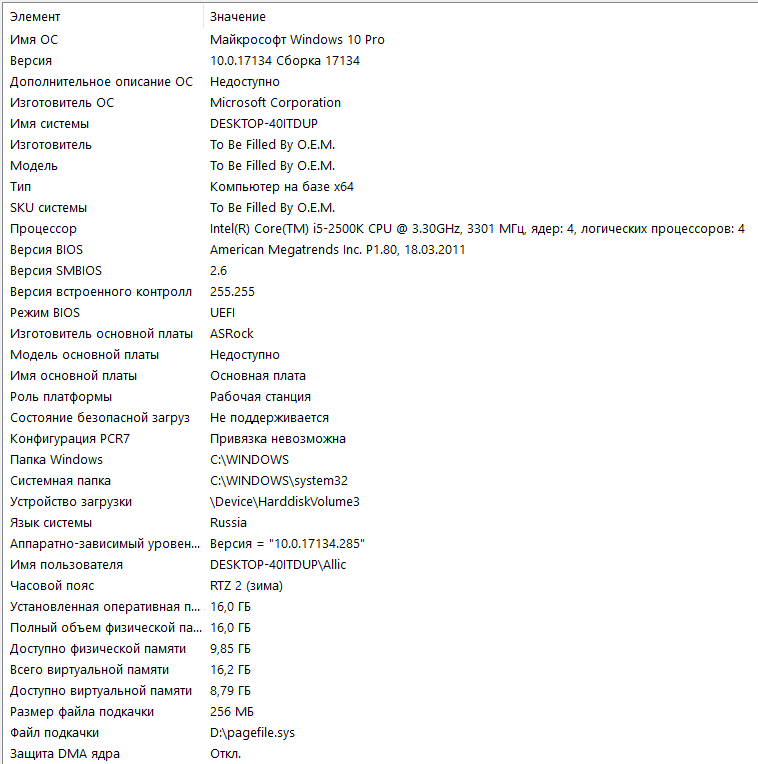 Элемент Значение
Имя ОС Майкрософт Windows 10 Pro
Версия 10.0.17134 Сборка 17134
Дополнительное описание ОС Недоступно
Изготовитель ОС Microsoft Corporation
Имя системы DESKTOP-40ITDUP
Изготовитель To Be Filled By O.E.M.
Модель To Be Filled By O.E.M.
Тип Компьютер на базе x64
SKU системы To Be Filled By O.E.M.
Процессор Intel(R) Core(TM) i5-2500K CPU @ 3.30GHz, 3301 МГц, ядер: 4, логических процессоров: 4
Версия BIOS American Megatrends Inc. P1.80, 18.03.2011
Версия SMBIOS 2.6
Версия встроенного контролл 255.255
Режим BIOS UEFI
Изготовитель основной платы ASRock
Модель основной платы Недоступно
Имя основной платы Основная плата
Роль платформы Рабочая станция
Состояние безопасной загруз Не поддерживается
Конфигурация PCR7 Привязка невозможна
Папка Windows C:\WINDOWS
Системная папка C:\WINDOWS\system32
Устройство загрузки \Device\HarddiskVolume3
Язык системы Russia
Аппаратно-зависимый уровен... Версия = "10.0.17134.285"
Имя пользователя DESKTOP-40ITDUP\Allic
Часовой пояс RTZ 2 (зима)
Установленная оперативная п... 16,0 ГБ
Полный объем физической па... 16,0 ГБ
Доступно физической памяти 9,85 ГБ
Всего виртуальной памяти 16,2 ГБ
Доступно виртуальной памяти 8,79 ГБ
Размер файла подкачки 256 МБ
Файл подкачки D:\pagefile.sys
Защита DMA ядра Откл.